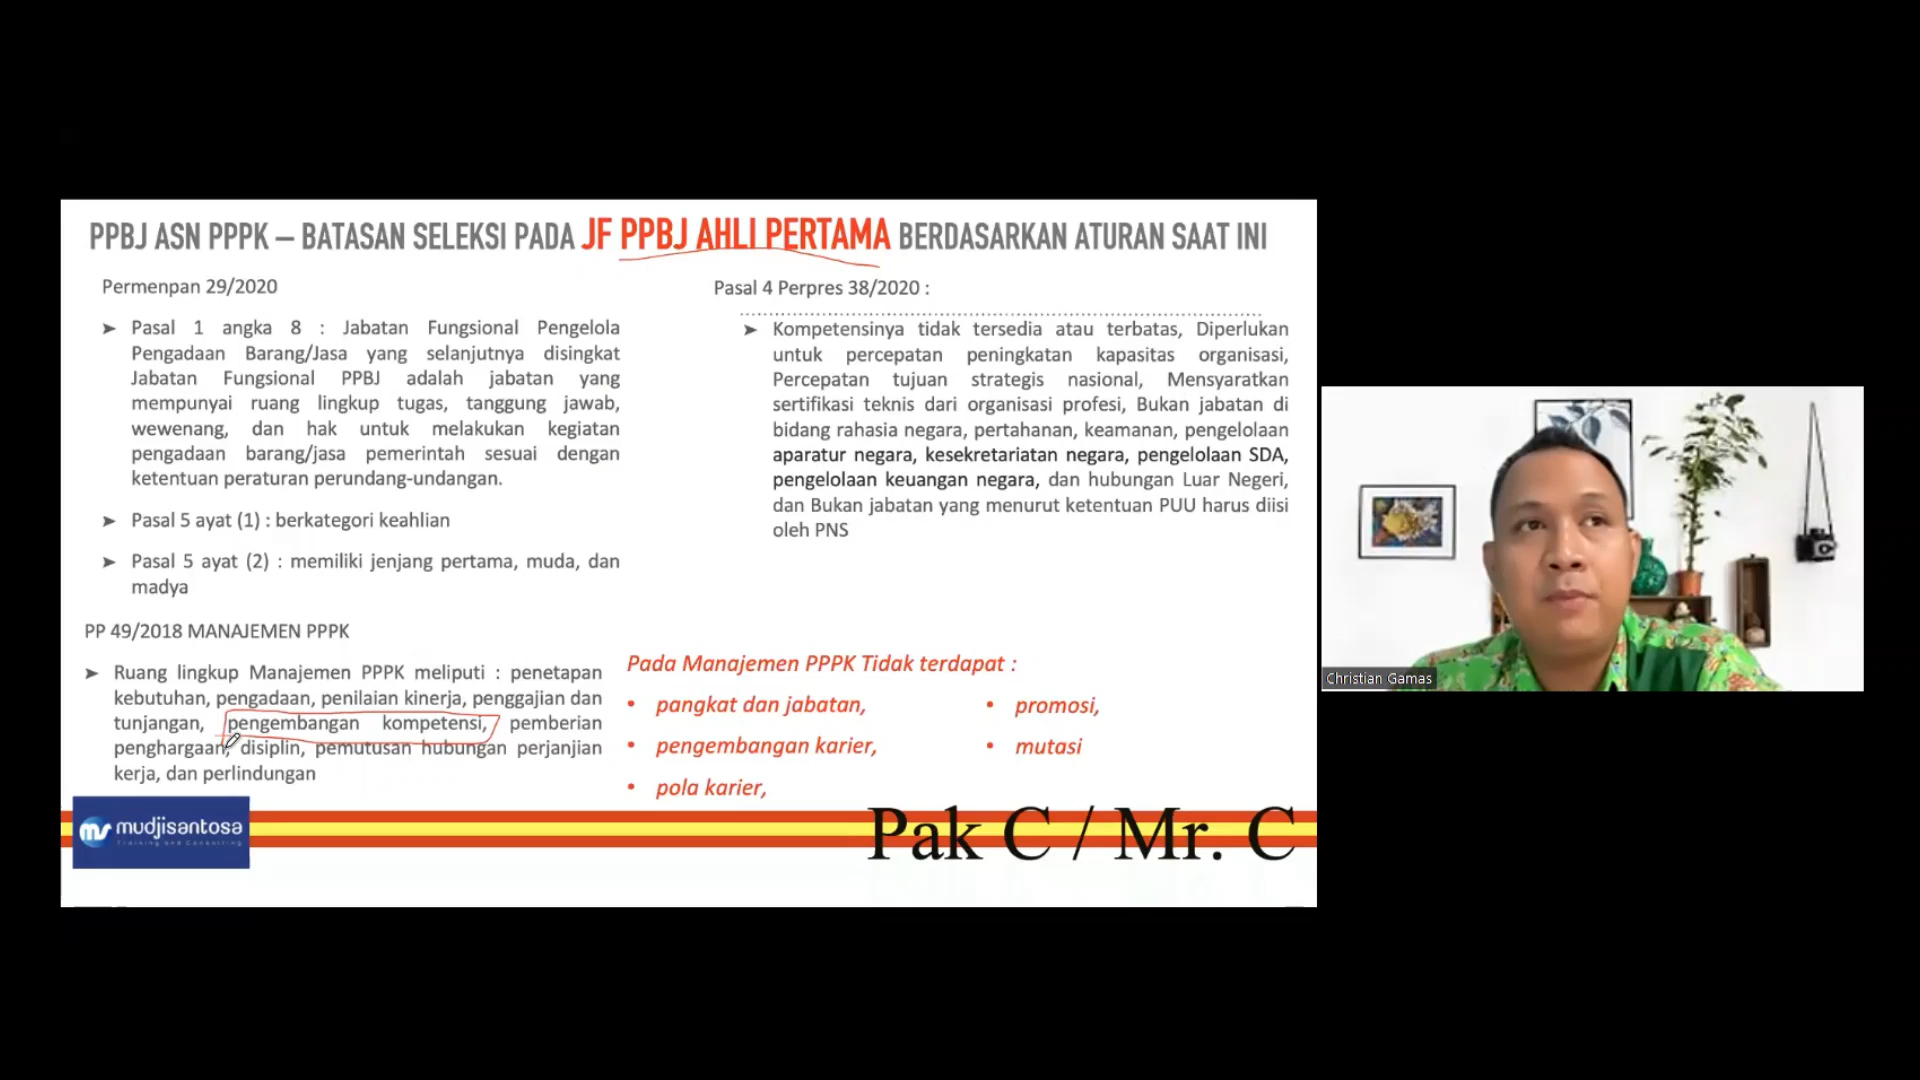 PPBJ ASN PPPK – BATASAN SELEKSI PADA JF PPBJ AHLI PERTAMA BERDASARKAN ATURAN SAAT INI
Permenpan 29/2020
➤ Pasal 1 angka 8 : Jabatan Fungsional Pengelola
Pengadaan Barang/Jasa yang selanjutnya disingkat
Jabatan Fungsional PPBJ adalah jabatan yang
mempunyai ruang lingkup tugas, tanggung jawab,
wewenang, dan hak untuk melakukan kegiatan
pengadaan barang/jasa pemerintah sesuai dengan
ketentuan peraturan perundang-undangan.
➤ Pasal 5 ayat (1) : berkategori keahlian
➤ Pasal 5 ayat (2) : memiliki jenjang pertama, muda, dan
madya
PP 49/2018 MANAJEMEN PPPK
➤ Ruang lingkup Manajemen PPPK meliputi : penetapan
kebutuhan, pengadaan, penilaian kinerja, penggajian dan
tunjangan, pengembangan kompetensi, pemberian
penghargaan, disiplin, pemutusan hubungan perjanjian
kerja, dan perlindungan
Pasal 4 Perpres 38/2020 :
➤ Kompetensinya tidak tersedia atau terbatas, Diperlukan
untuk percepatan peningkatan kapasitas organisasi,
Percepatan tujuan strategis nasional, Mensyaratkan
sertifikasi teknis dari organisasi profesi, Bukan jabatan di
bidang rahasia negara, pertahanan, keamanan, pengelolaan
aparatur negara, kesekretariatan negara, pengelolaan SDA,
pengelolaan keuangan negara, dan hubungan Luar Negeri,
dan Bukan jabatan yang menurut ketentuan PUU harus diisi
oleh PNS
Pada Manajemen PPPK Tidak terdapat :
• pangkat dan jabatan,
• pengembangan karier,
• pola karier,
• promosi,
• mutasi
mudjisantosa
Training and Consulting
Pak C / Mr. C
Christian Gamas